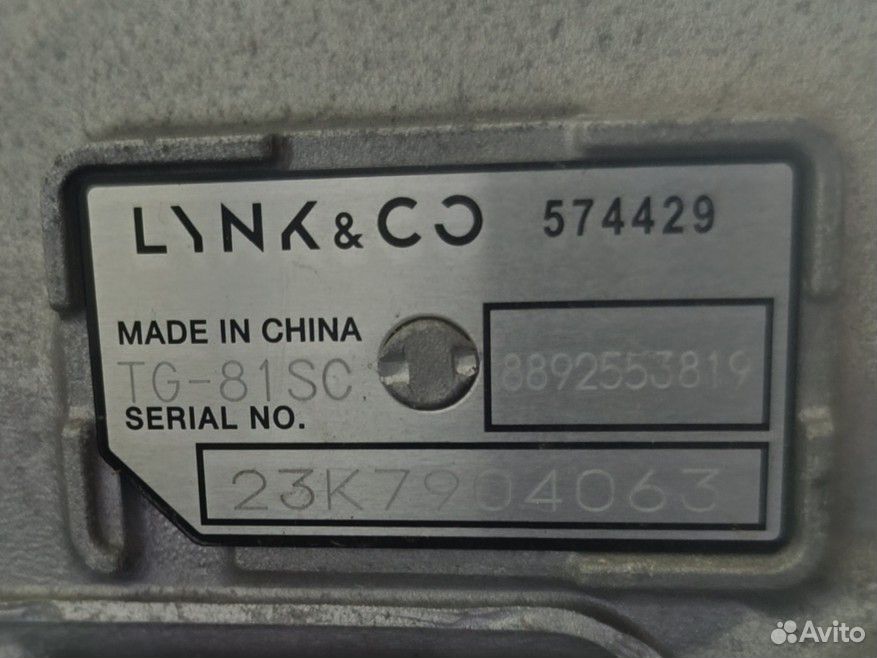 LYNK & CO 574429
MADE IN CHINA
TG-81SC 8892553819
SERIAL NO.
23K7904063
Avito